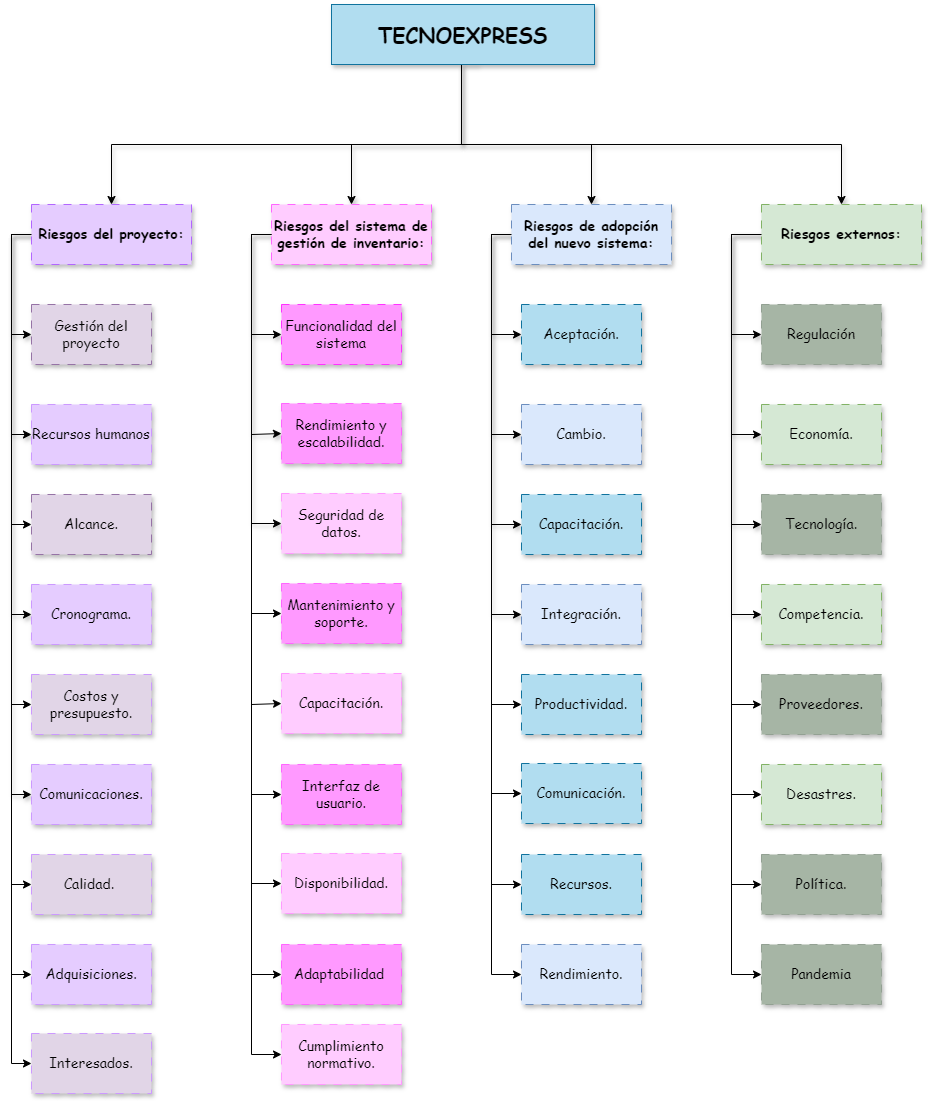 TECNOEXPRESS
Riesgos del proyecto:
Gestión del
proyecto
Recursos humanos
Alcance.
Cronograma.
Costos y
presupuesto.
Comunicaciones.
Calidad.
Adquisiciones.
Interesados.
Riesgos del sistema de
gestión de inventario:
Funcionalidad del
sistema
Rendimiento y
escalabilidad.
Seguridad de
datos.
Mantenimiento y
soporte.
Capacitación.
Interfaz de
usuario.
Disponibilidad.
Adaptabilidad
Cumplimiento
normativo.
Riesgos de adopción
del nuevo sistema:
Aceptación.
Cambio.
Capacitación.
Integración.
Productividad.
Comunicación.
Recursos.
Rendimiento.
Riesgos externos:
Regulación
Economía.
Tecnología.
Competencia.
Proveedores.
Desastres.
Política.
Pandemia